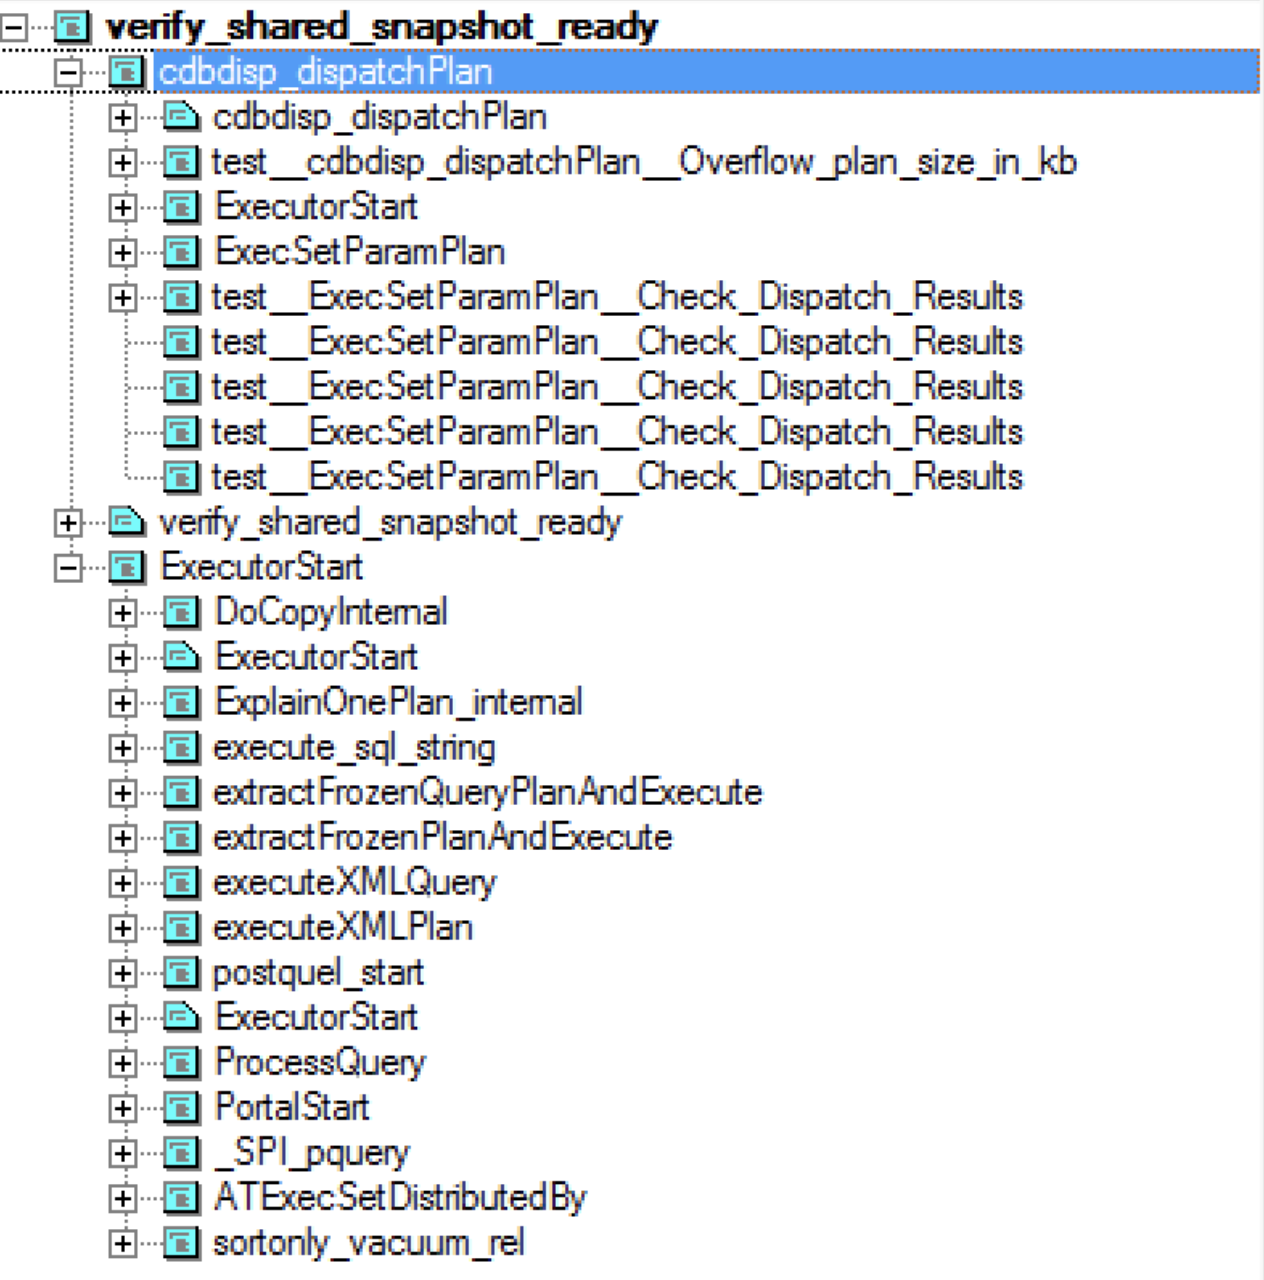 verify_shared_snapshot_ready
cdbdisp_dispatchPlan
cdbdisp_dispatchPlan
test__cdbdisp_dispatchPlan__Overflow_plan_size_in_kb
ExecutorStart
ExecSetParamPlan
test__ExecSetParamPlan__Check_Dispatch_Results
test__ExecSetParamPlan__Check_Dispatch_Results
test__ExecSetParamPlan__Check_Dispatch_Results
test__ExecSetParamPlan__Check_Dispatch_Results
test__ExecSetParamPlan__Check_Dispatch_Results
verify_shared_snapshot_ready
ExecutorStart
DoCopyInternal
ExecutorStart
ExplainOnePlan_internal
execute_sql_string
extractFrozenQueryPlanAndExecute
extractFrozenPlanAndExecute
executeXMLQuery
executeXMLPlan
postquel_start
ExecutorStart
ProcessQuery
PortalStart
_SPI_pquery
ATExecSetDistributedBy
sortonly_vacuum_rel